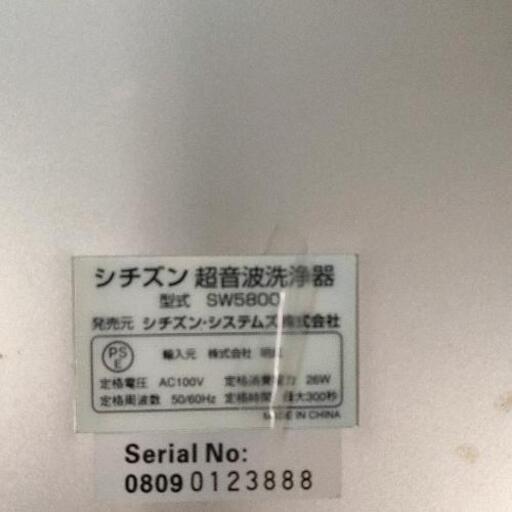 シチズン 超音波洗浄器
型式 SW5800
発売元 シチズン・システムズ株式会社
PSE
輸入元 株式会社
定格電圧 AC100V 定格消費電力 26W
定格周波数 50/60Hz 定格時間 最大300秒
MADE IN CHINA
Serial No:
0809 0123888